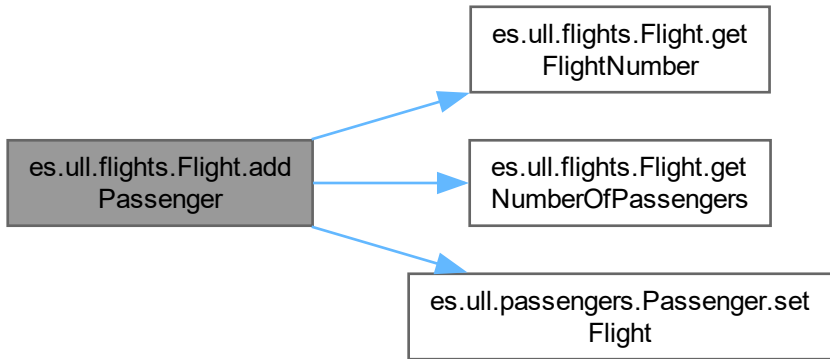 es.ull.flights.Flight.get
FlightNumber
es.ull.flights.Flight.add
Passenger
es.ull.flights.Flight.get
NumberOfPassengers
es.ull.passengers.Passenger.set
Flight